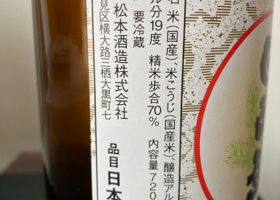 名 米(国産)、米こうじ(国産米)、醸造アル
ル分19度 精米歩合70% 内容量720
要冷蔵
松本酒造株式会社
見区横大路三栖大黒町七
品目 日本